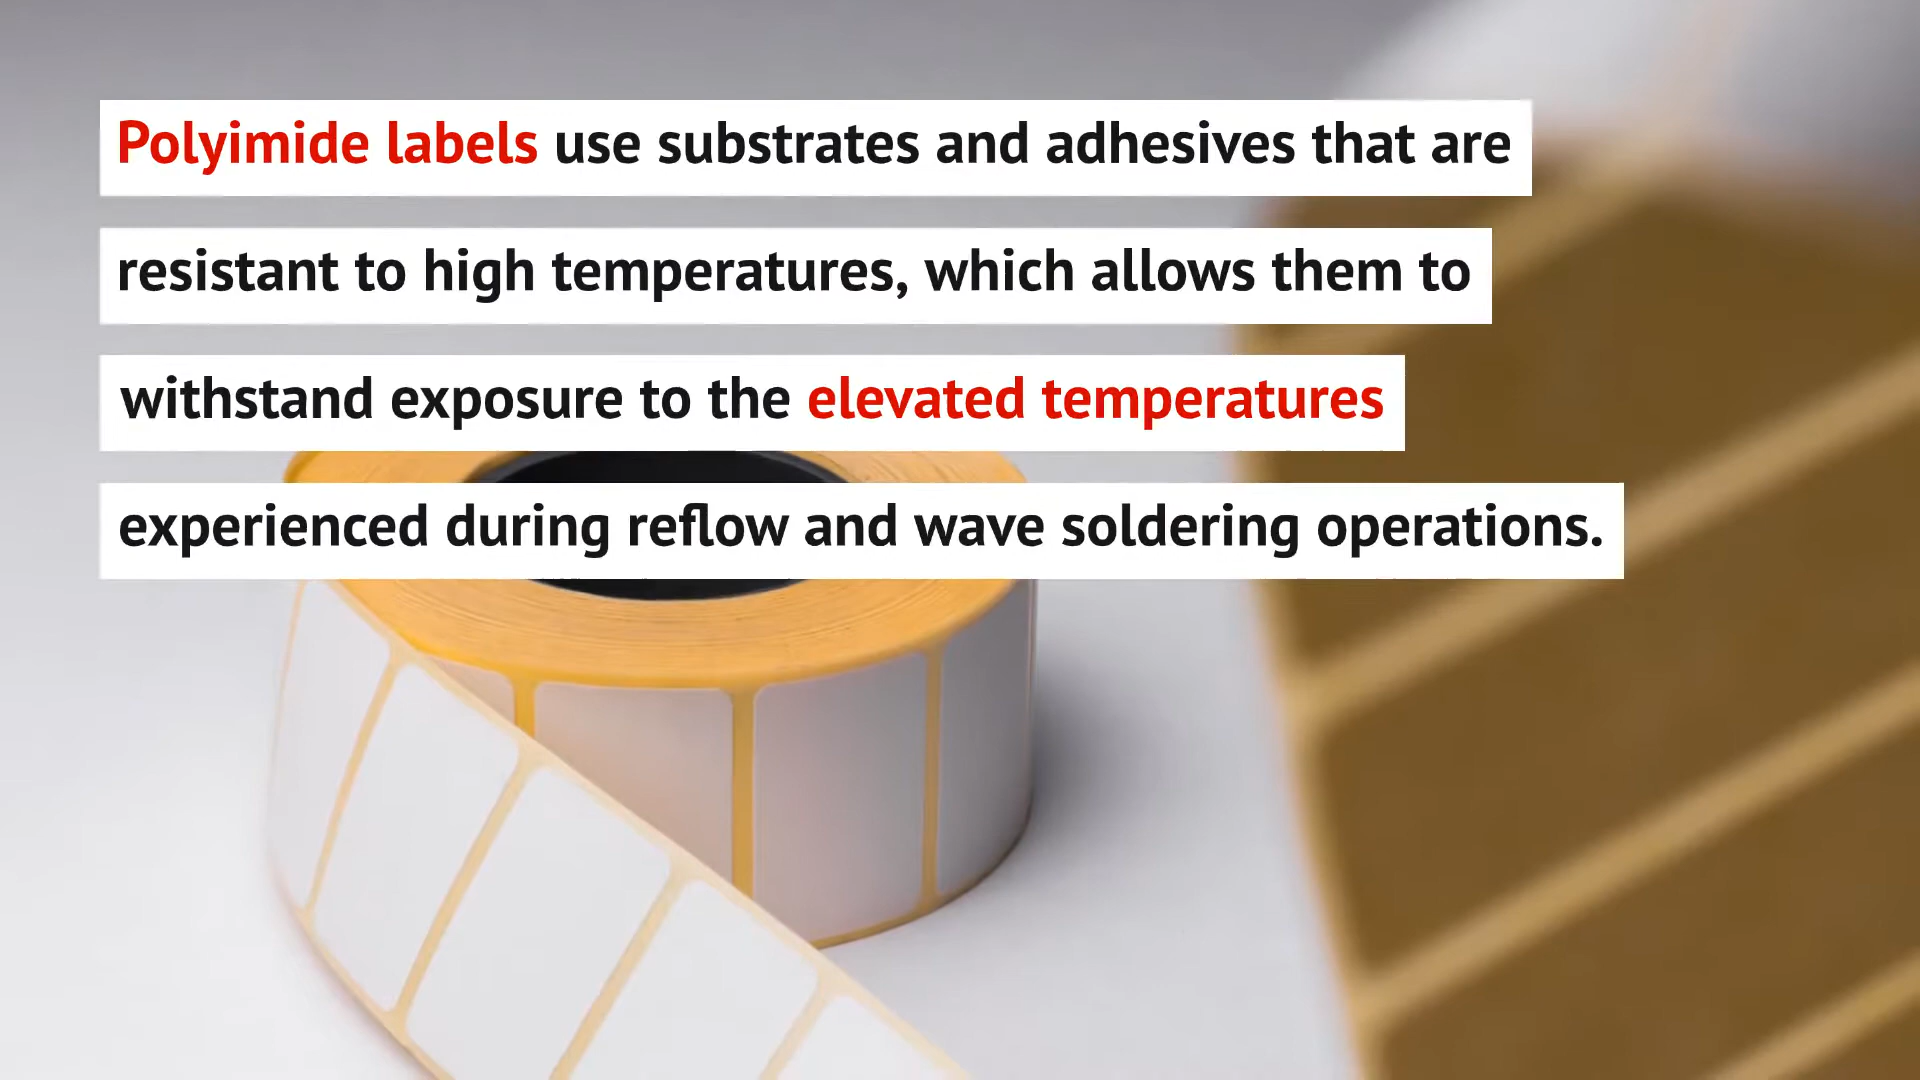 Polyimide labels use substrates and adhesives that are
resistant to high temperatures, which allows them to
withstand exposure to the elevated temperatures
experienced during reflow and wave soldering operations.